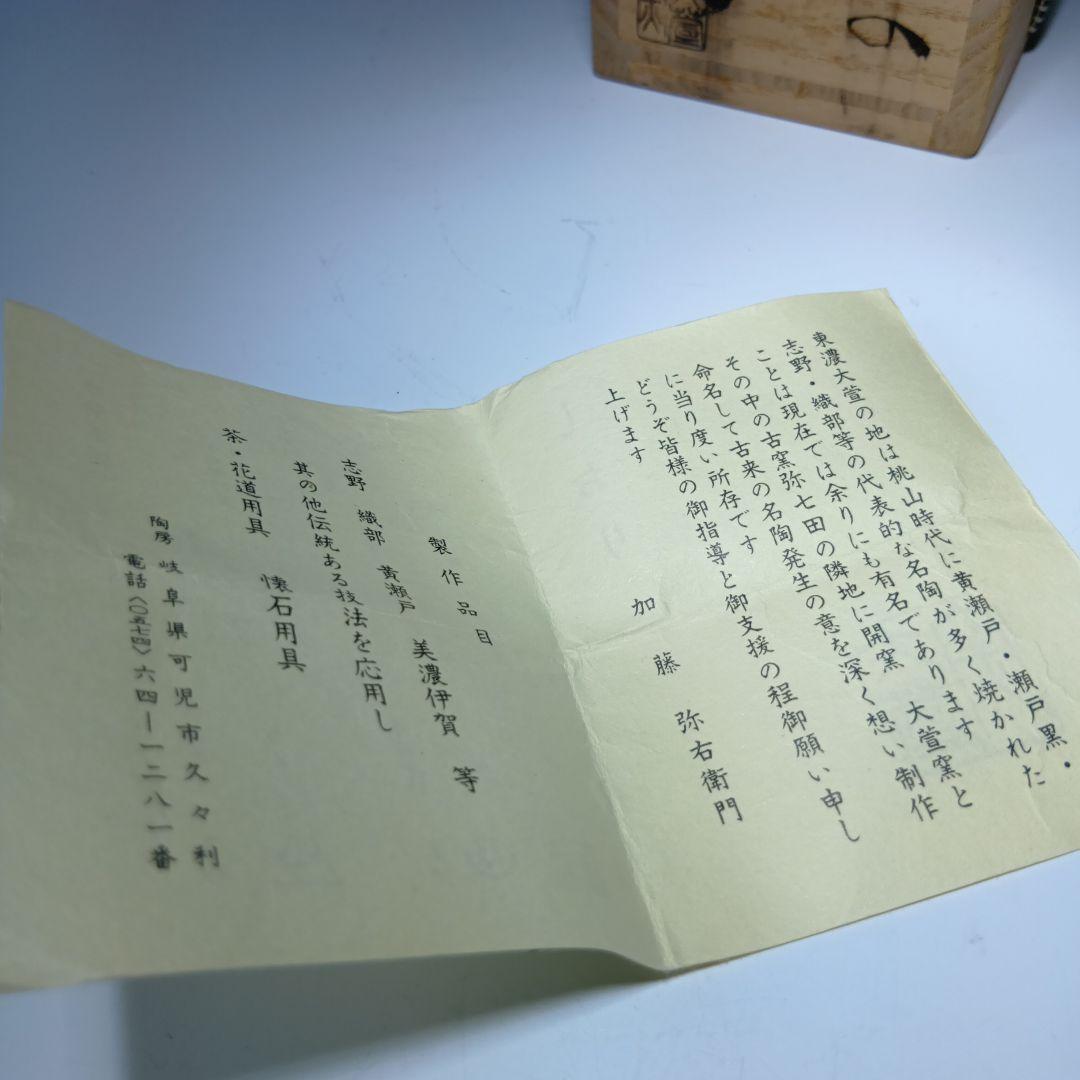 東濃大萱の地は桃山時代に黄瀬戸・瀬戸黒・
志野・織部等の代表的な名陶が多く焼かれた
ことは現在では余りにも有名であります
その中の古窯弥七田の隣地に開窯　大萱窯と
命名して古来の名陶発生の意を深く想い制作
に当り度い所存です
どうぞ皆様の御指導と御支援の程御願い申し
上げます
加藤弥右衛門
製作品目
志野　織部　黄瀬戸　美濃伊賀　等
其の他伝統ある技法を応用し
茶・花道用具　懐石用具
陶房　岐阜県可児市久々利
電話〈〇五七四〉六四ー一二八一番
の
大萱